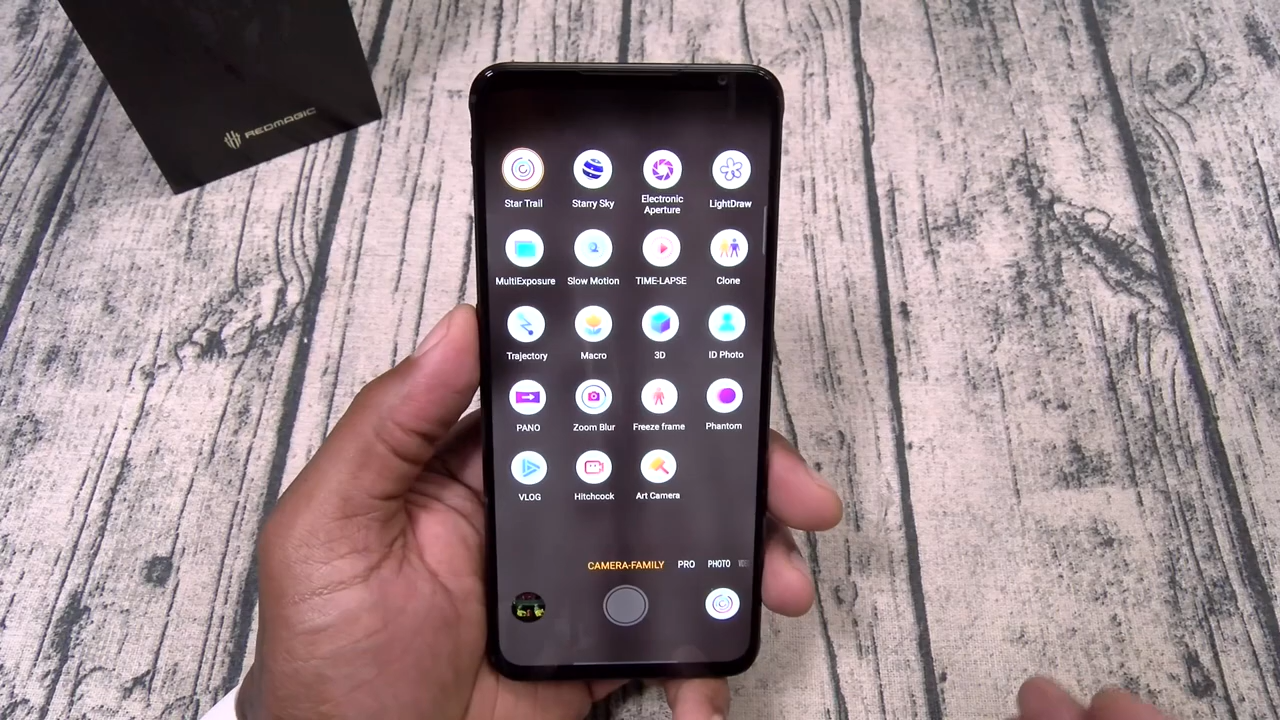 REDMAGIC
Star Trail
Starry Sky
Electronic
Aperture
LightDraw
MultiExposure
Slow Motion
TIME-LAPSE
Clone
Trajectory
Macro
3D
ID Photo
PANO
Zoom Blur
Freeze frame
Phantom
VLOG
Hitchcock
Art Camera
CAMERA-FAMILY
PRO
PHOTO